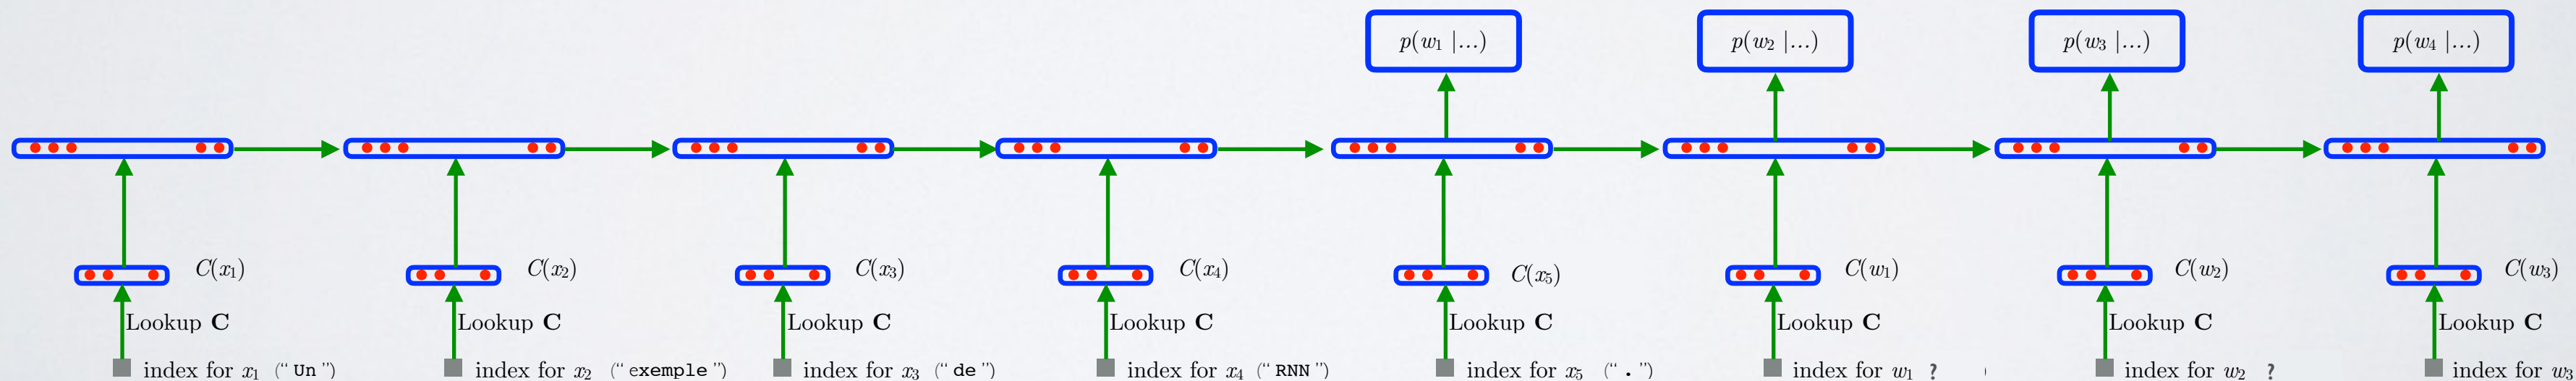 p(w₁ |...) p(w₂ |...) p(w₃ |...) p(w₄ |...)
C(x₁) C(x₂) C(x₃) C(x₄) C(x₅) C(w₁) C(w₂) C(w₃)
Lookup C Lookup C Lookup C Lookup C Lookup C Lookup C Lookup C Lookup C
index for x₁ (“ Un ”) index for x₂ (“ exemple ”) index for x₃ (“ de ”) index for x₄ (“ RNN ”) index for x₅ (“ . ”) index for w₁ ? index for w₂ ? index for w₃